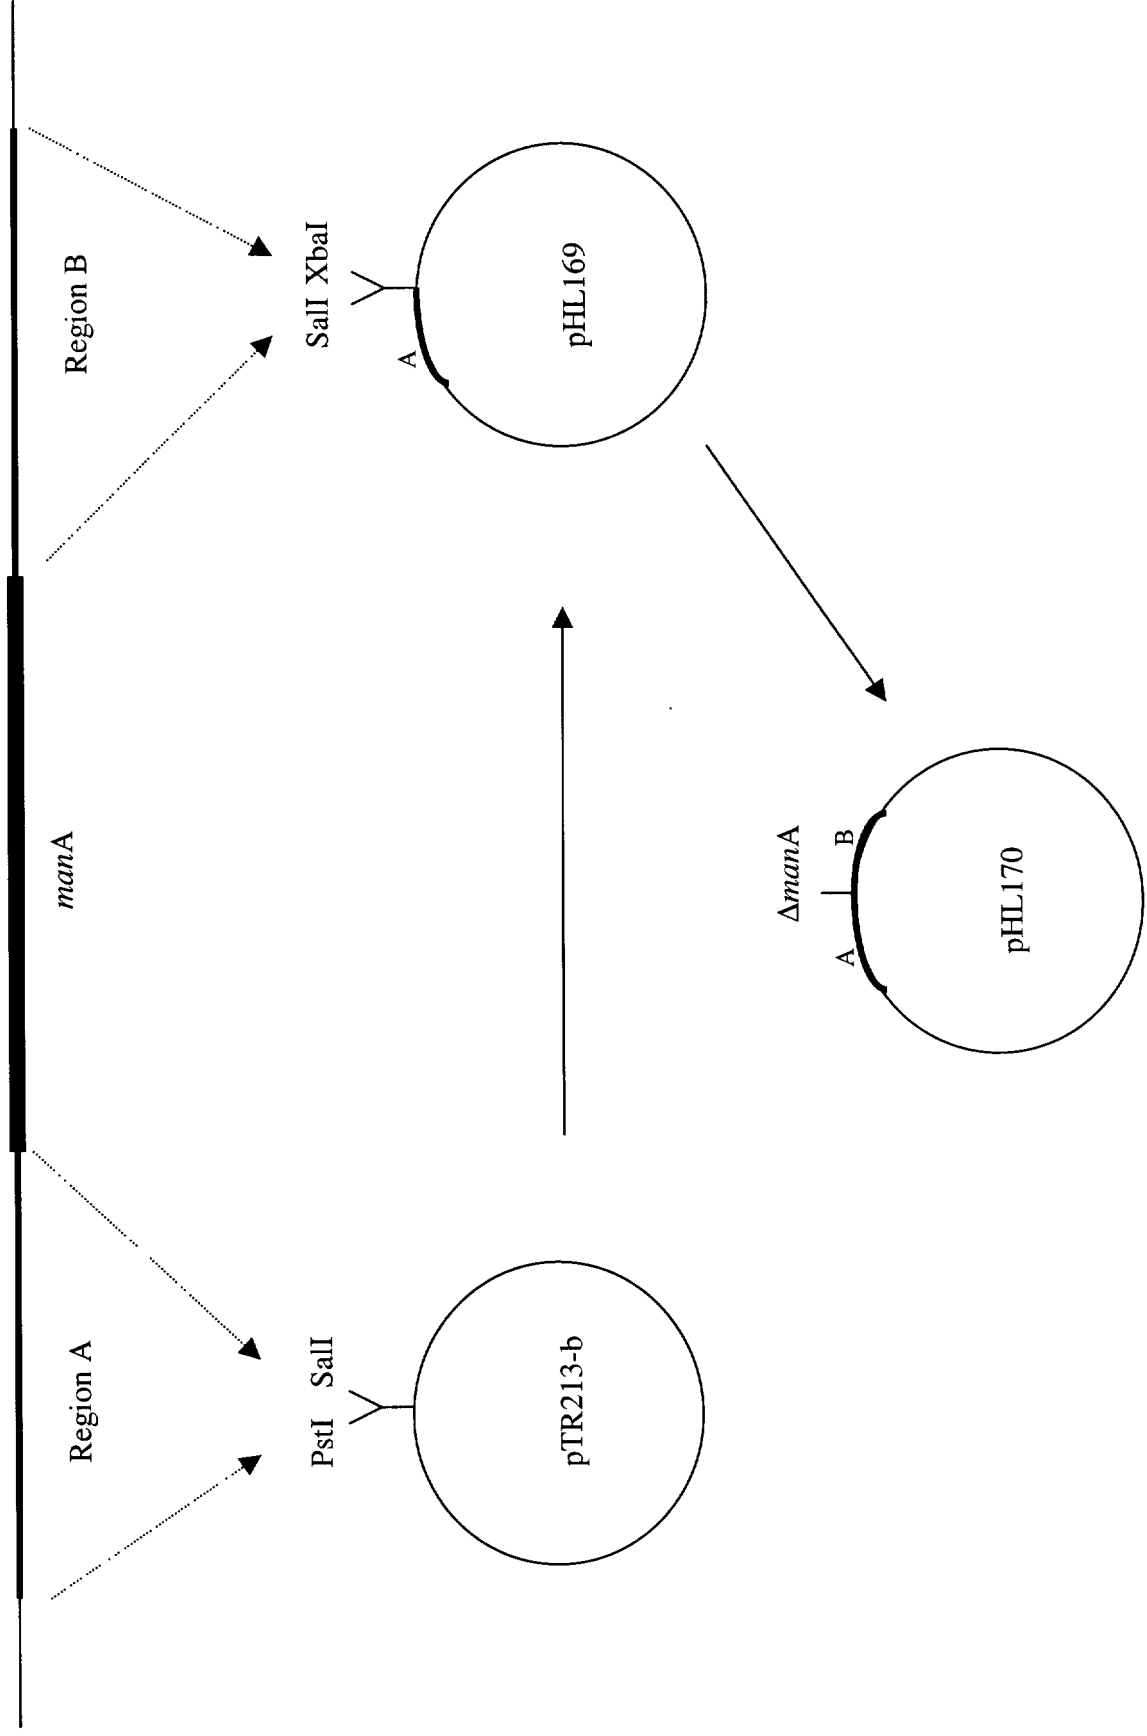 Region A
manA
Region B
PstI SalI
SalI XbaI
A
pTR213-b
pHL169
ΔmanA
A
B
pHL170